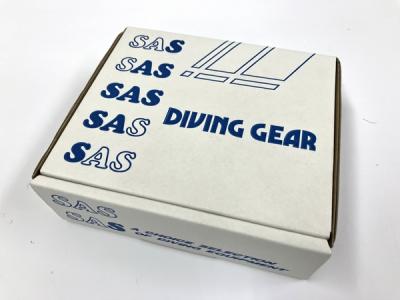 SAS
SAS
SAS
SAS
SAS
DIVING GEAR
SAS
SAS
A CHOICE SELECTION
OF DIVING EQUIPMENT